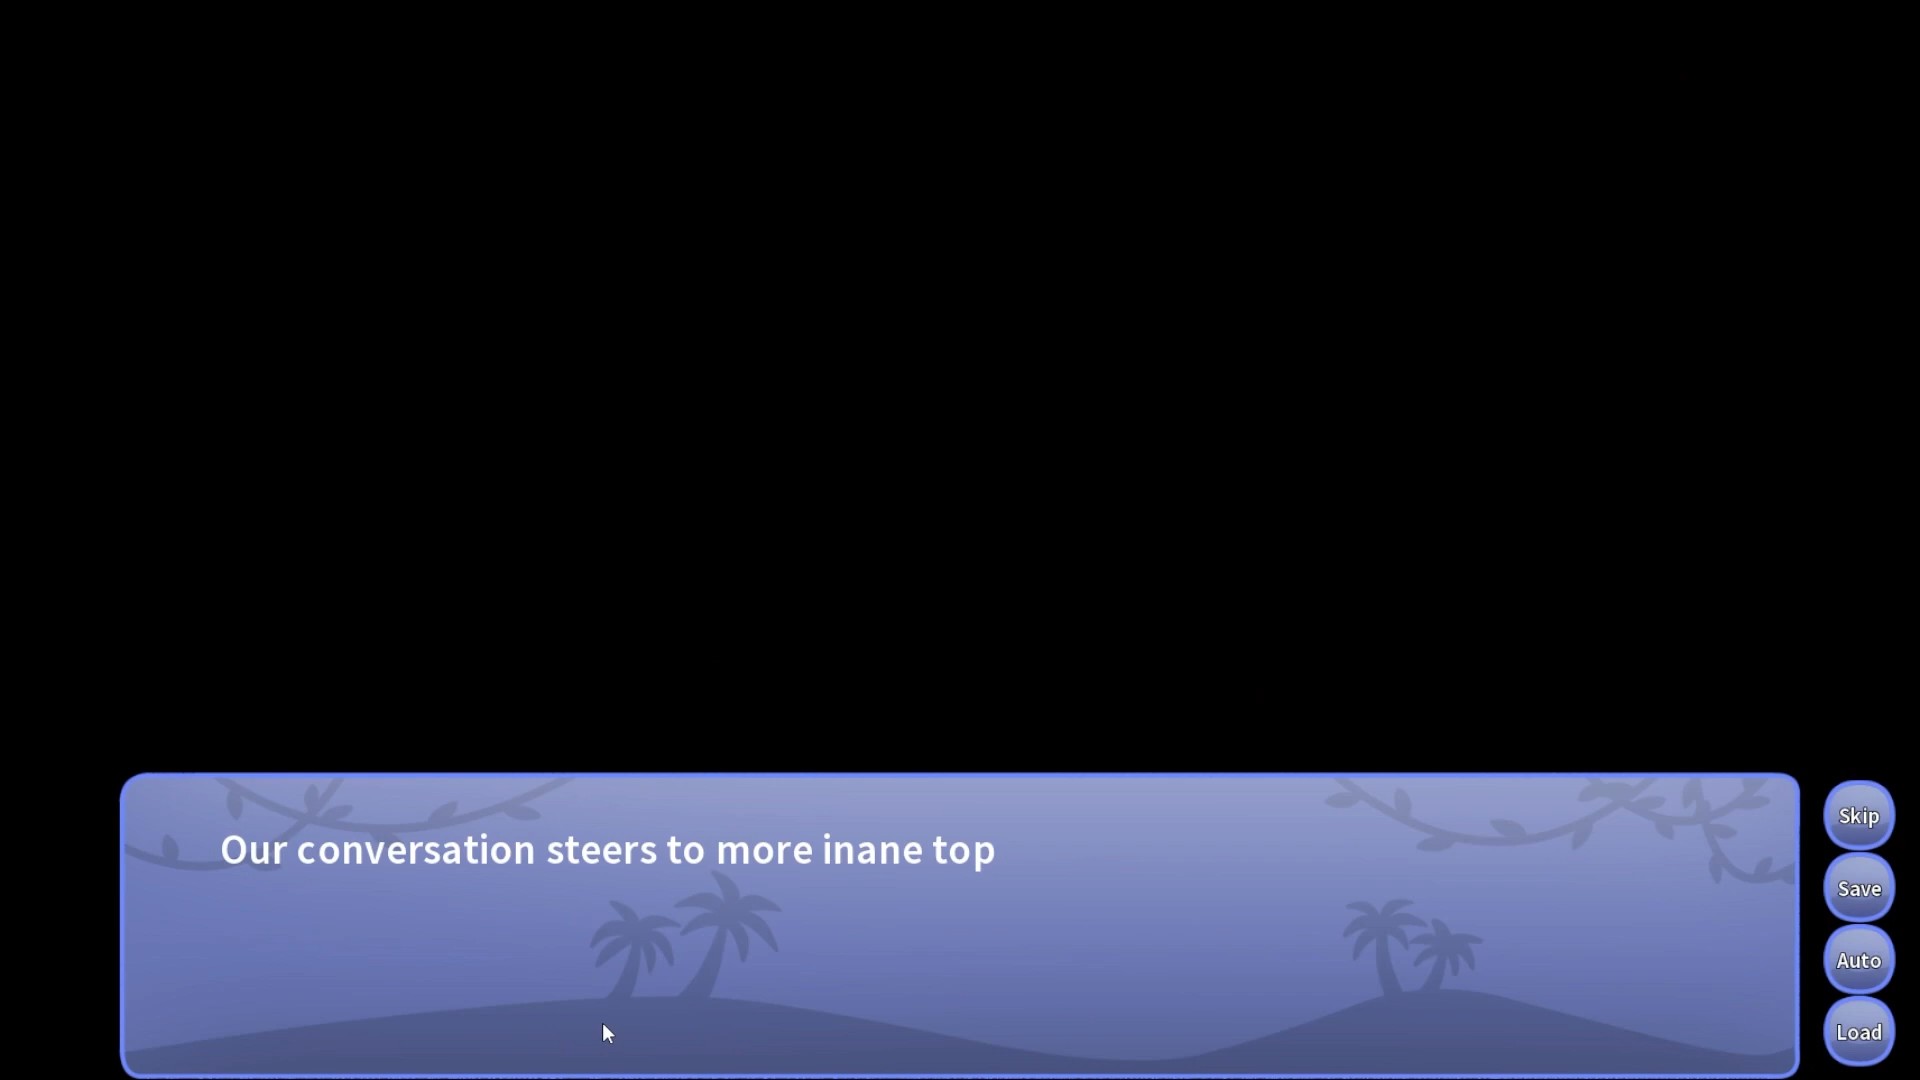 Our conversation steers to more inane top
Skip
Save
Auto
Load